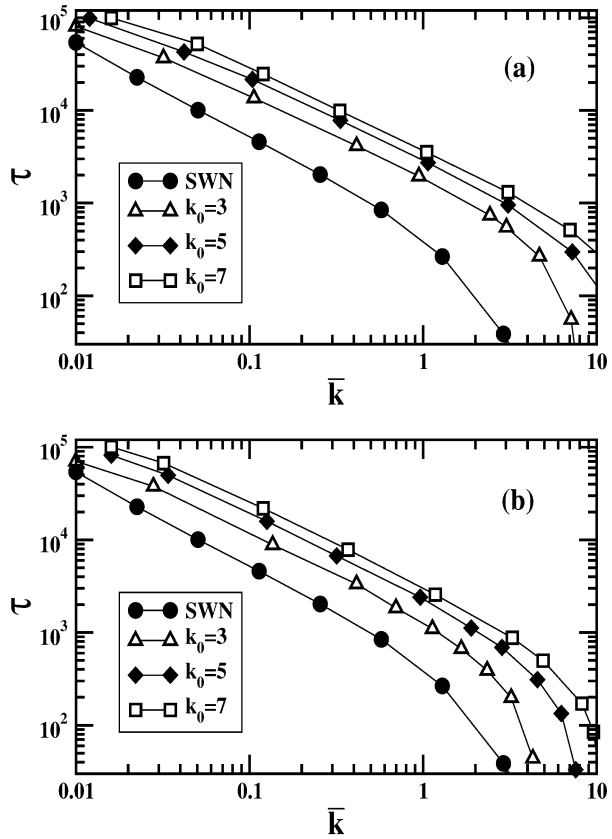 10^5
(a)
10^4
τ
SWN
k_0=3
10^3
k_0=5
k_0=7
10^2
0.01 0.1 1 10
k̄
10^5
(b)
10^4
τ
SWN
k_0=3
10^3
k_0=5
k_0=7
10^2
0.01 0.1 1 10
k̄